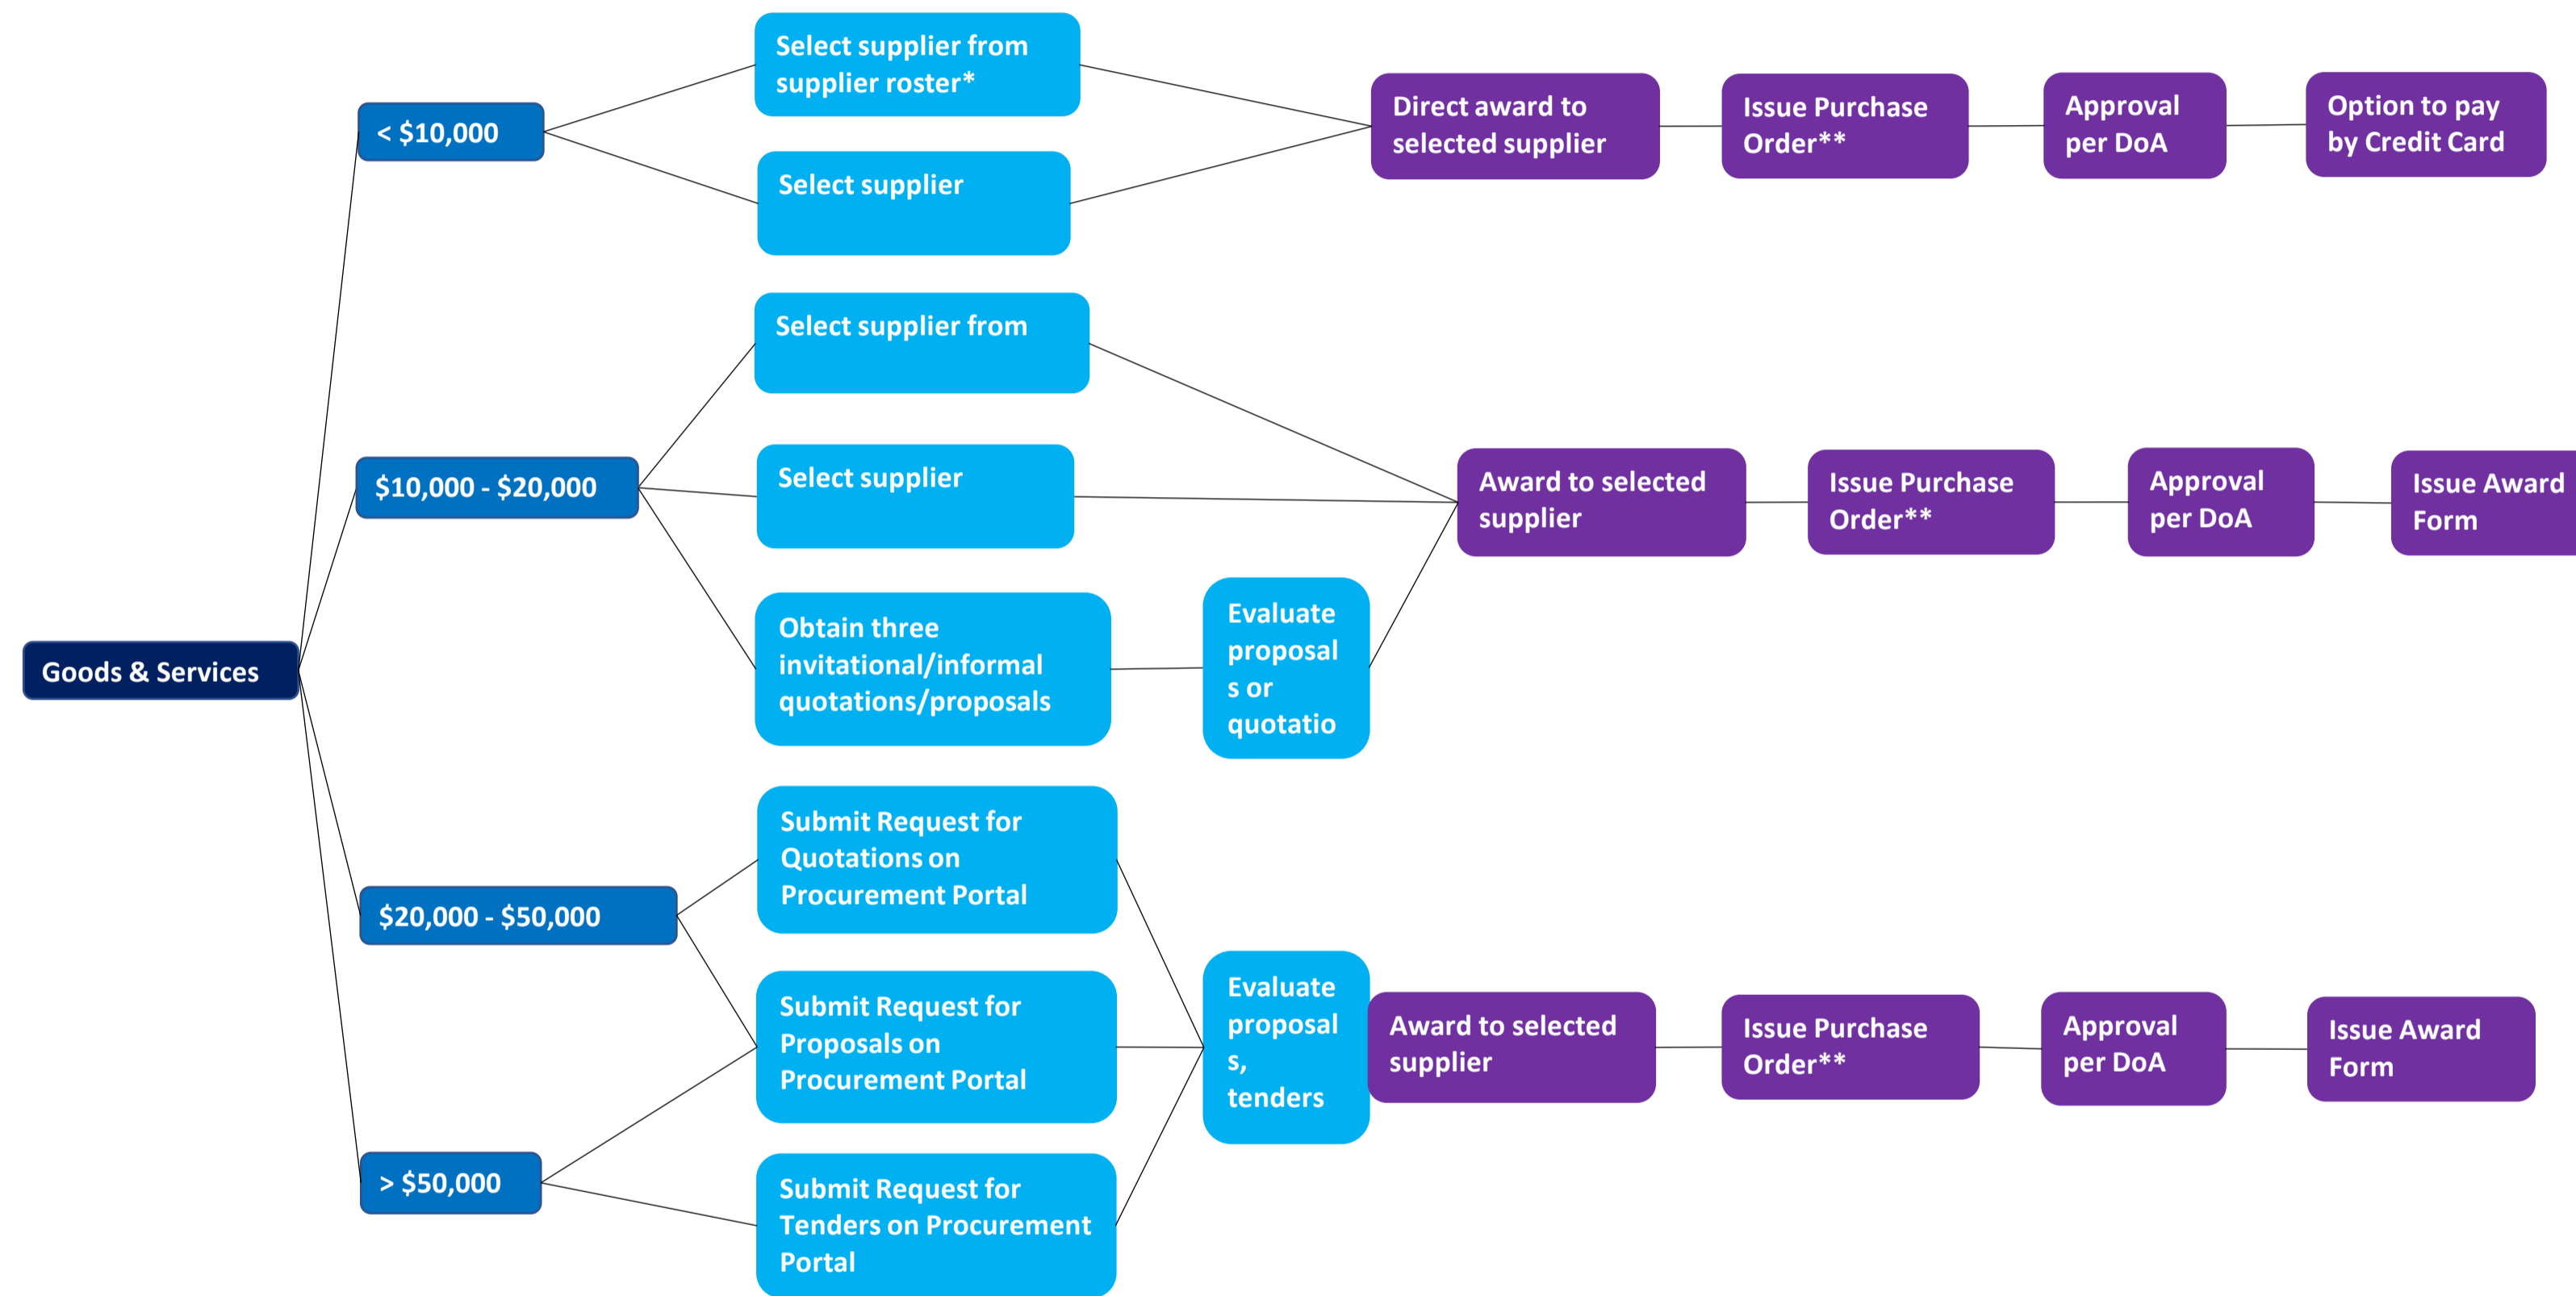 Goods & Services
< $10,000
Select supplier from
supplier roster*
Select supplier
Direct award to
selected supplier
Issue Purchase
Order**
Approval
per DoA
Option to pay
by Credit Card
$10,000 - $20,000
Select supplier from
Select supplier
Obtain three
invitational/informal
quotations/proposals
Evaluate
proposal
s or
quotatio
Award to selected
supplier
Issue Purchase
Order**
Approval
per DoA
Issue Award
Form
$20,000 - $50,000
Submit Request for
Quotations on
Procurement Portal
Submit Request for
Proposals on
Procurement Portal
> $50,000
Submit Request for
Tenders on Procurement
Portal
Evaluate
proposal
s,
tenders
Award to selected
supplier
Issue Purchase
Order**
Approval
per DoA
Issue Award
Form